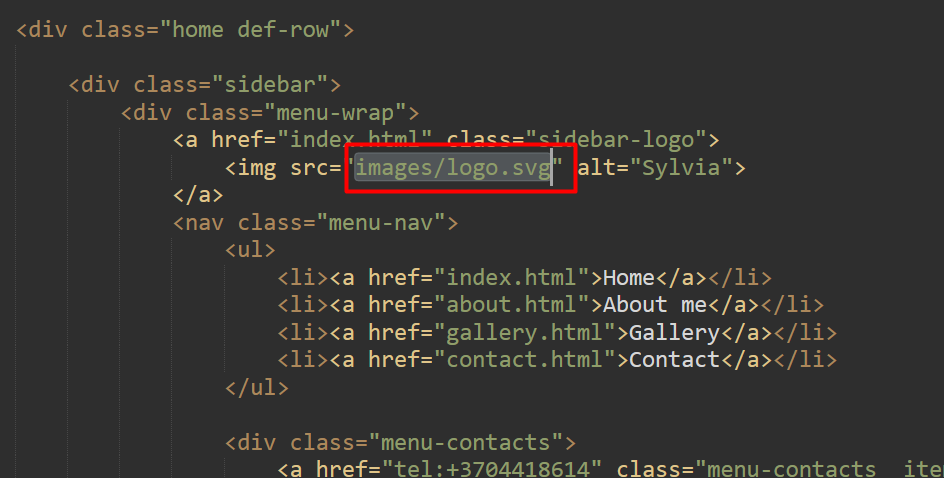 <div class="home def-row">
<div class="sidebar">
<div class="menu-wrap">
<a href="index.html" class="sidebar-logo">
<img src="images/logo.svg" alt="Sylvia">
</a>
<nav class="menu-nav">
<ul>
<li><a href="index.html">Home</a></li>
<li><a href="about.html">About me</a></li>
<li><a href="gallery.html">Gallery</a></li>
<li><a href="contact.html">Contact</a></li>
</ul>
<div class="menu-contacts">
<a href="tel:+3704418614" class="menu-contacts__ite